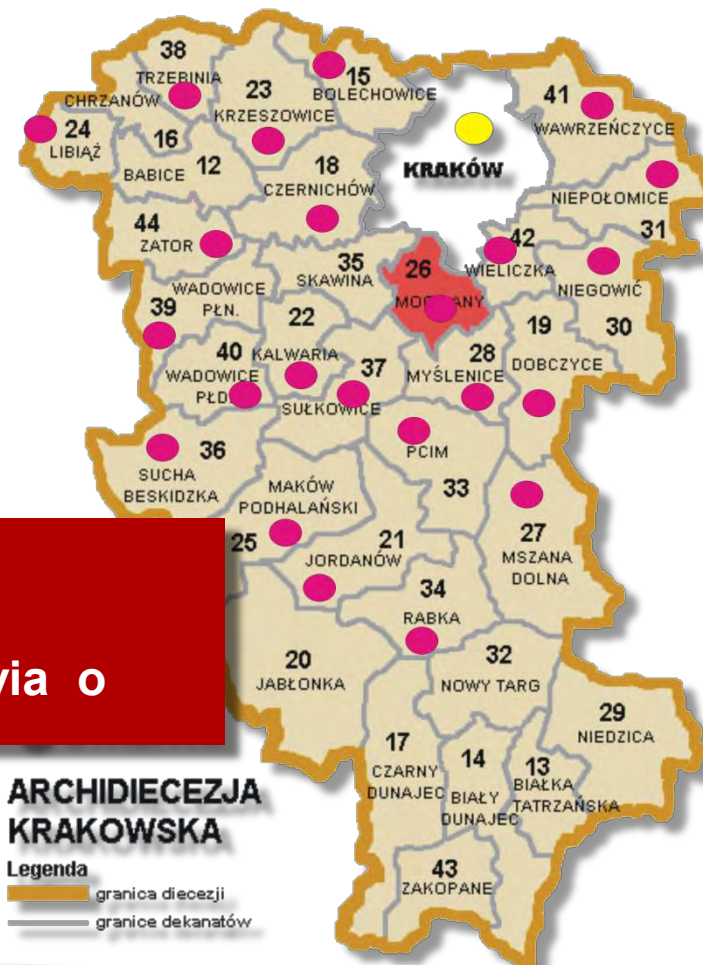 38
TRZEBINIA
CHRZANÓW
23
KRZESZOWICE
15
BOLECHOWICE
41
WAWRZEŃCZYCE
24
LIBIĄŻ
16
BABICE 12
18
CZERNICHÓW
KRAKÓW
NIEPOŁOMICE
31
44
ZATOR
35
SKAWINA
26
42
WIELICZKA
NIEGOWIĆ
30
WADOWICE
PŁN.
39
22
KALWARIA
19
DOBCZYCE
40
WADOWICE
PŁD
37
SUŁKOWICE
28
MYŚLENICE
36
SUCHA
BESKIDZKA
PCIM
33
MAKÓW
PODHALAŃSKI
25
21
JORDANÓW
27
MSZANA
DOLNA
34
RABKA
via o
20
JABŁONKA
32
NOWY TARG
29
NIEDZICA
17
CZARNY
DUNAJEC
14
BIAŁY
DUNAJEC
13
BIAŁKA
TATRZAŃSKA
43
ZAKOPANE
ARCHIDIECEZJA
KRAKOWSKA
Legenda
granica diecezji
granice dekanatów